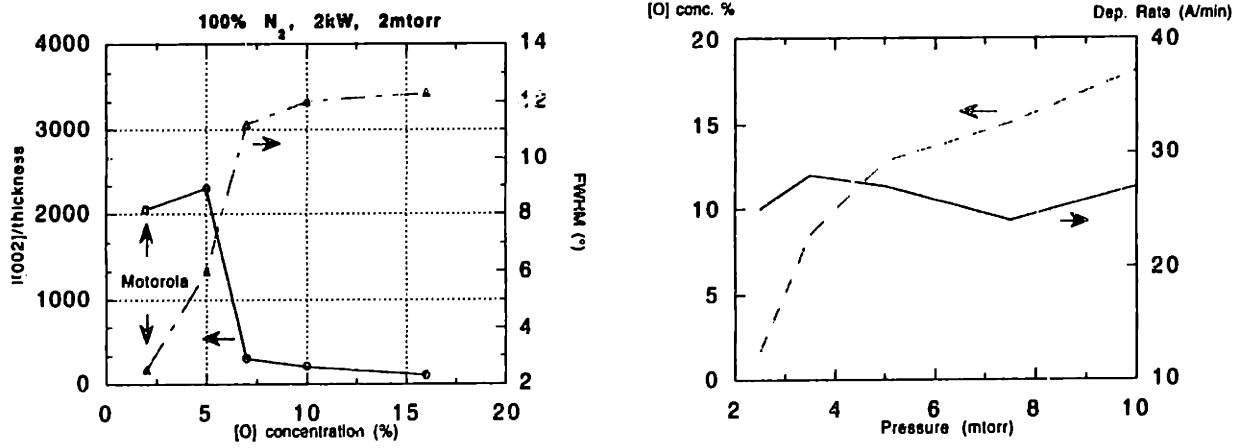 100% N2, 2kW, 2mtorr
4000
3000
2000
1000
0
I[002]/thickness
14
12
10
8
6
4
2
FWHM (°)
Motorola
0 5 10 15 20
[O] concentration (%)
[O] conc. %
Dep. Rate (A/min)
20
15
10
5
0
40
30
20
10
2 4 6 8 10
Pressure (mtorr)